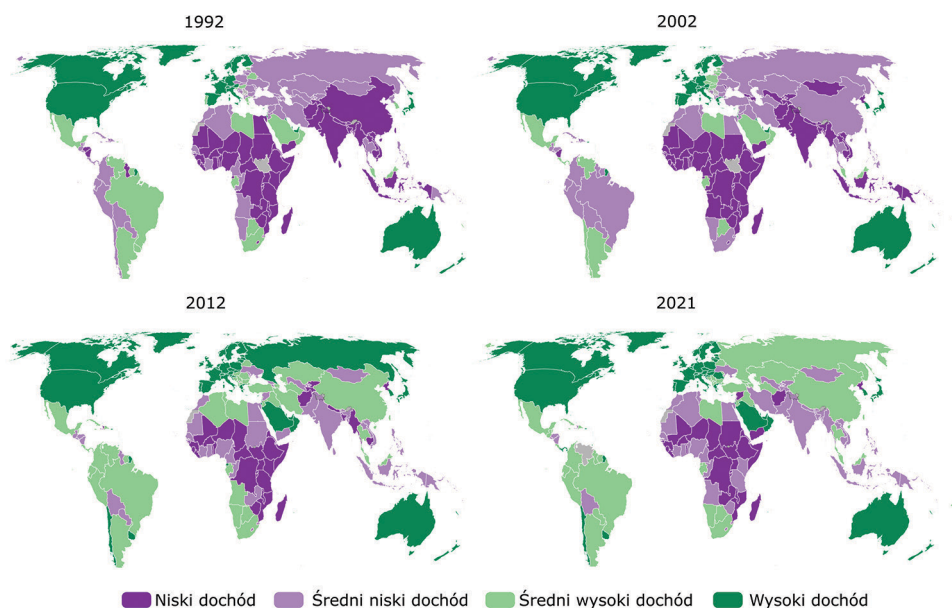 1992
2002
2012
2021
Niski dochód
Średni niski dochód
Średni wysoki dochód
Wysoki dochód